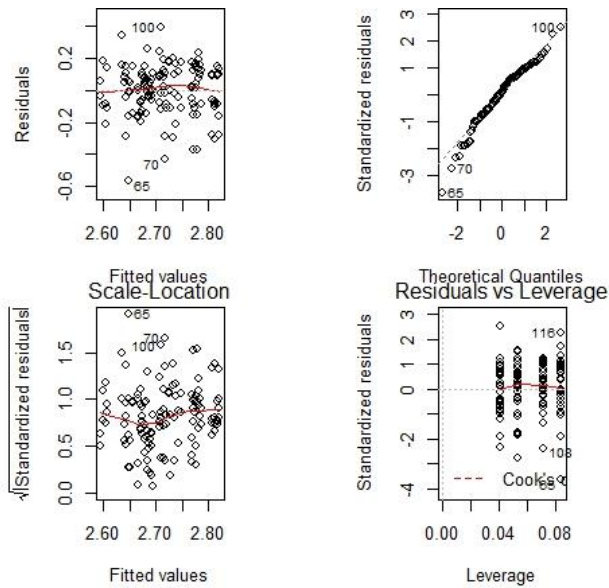 Residuals
0.2
-0.2
-0.6
100
70
65
2.60 2.70 2.80
Fitted values
Standardized residuals
3
1
-1
-3
100
70
65
-2 0 2
Theoretical Quantiles
Scale-Location
√|Standardized residuals|
1.5
1.0
0.5
0.0
65
70
100
2.60 2.70 2.80
Fitted values
Residuals vs Leverage
Standardized residuals
2
0
-2
-4
116
108
65
Cook's
0.00 0.04 0.08
Leverage